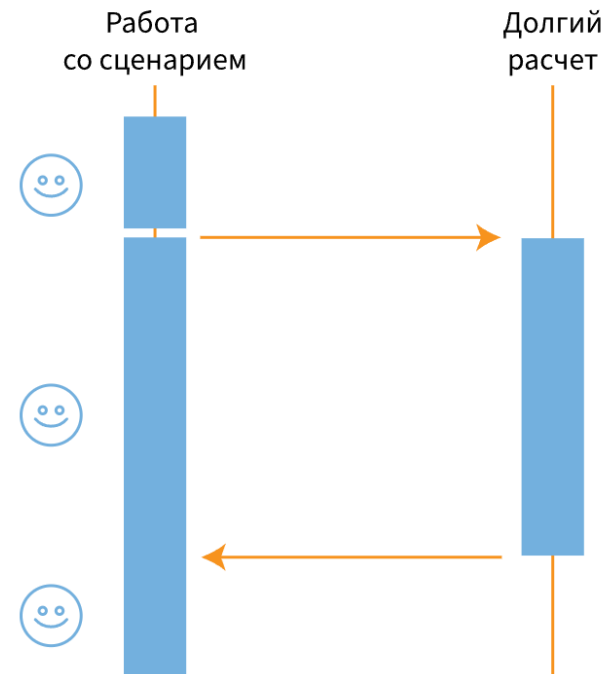 Работа
со сценарием
Долгий
расчет